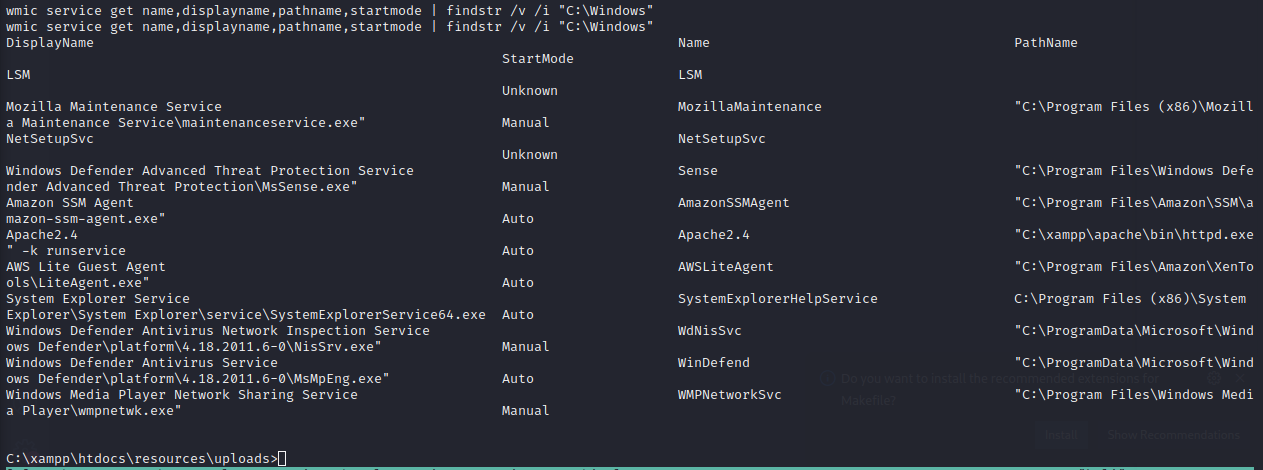 wmic service get name,displayname,pathname,startmode | findstr /v /i "C:\Windows"
wmic service get name,displayname,pathname,startmode | findstr /v /i "C:\Windows"
DisplayName Name PathName
StartMode
LSM LSM
Unknown
Mozilla Maintenance Service MozillaMaintenance "C:\Program Files (x86)\Mozill
a Maintenance Service\maintenanceservice.exe" Manual
NetSetupSvc NetSetupSvc
Unknown
Windows Defender Advanced Threat Protection Service Sense "C:\Program Files\Windows Defe
nder Advanced Threat Protection\MsSense.exe" Manual
Amazon SSM Agent AmazonSSMAgent "C:\Program Files\Amazon\SSM\a
mazon-ssm-agent.exe" Auto
Apache2.4 Apache2.4 "C:\xampp\apache\bin\httpd.exe
" -k runservice Auto
AWS Lite Guest Agent AWSLiteAgent "C:\Program Files\Amazon\XenTo
ols\LiteAgent.exe" Auto
System Explorer Service SystemExplorerHelpService C:\Program Files (x86)\System
Explorer\System Explorer\service\SystemExplorerService64.exe Auto
Windows Defender Antivirus Network Inspection Service WdNisSvc "C:\ProgramData\Microsoft\Wind
ows Defender\platform\4.18.2011.6-0\NisSrv.exe" Manual
Windows Defender Antivirus Service WinDefend "C:\ProgramData\Microsoft\Wind
ows Defender\platform\4.18.2011.6-0\MsMpEng.exe" Auto
Windows Media Player Network Sharing Service WMPNetworkSvc "C:\Program Files\Windows Medi
a Player\wmpnetwk.exe" Manual
Do you want to install the recommended extensions for
Makefile?
Install Show Recommendations
C:\xampp\htdocs\resources\uploads>